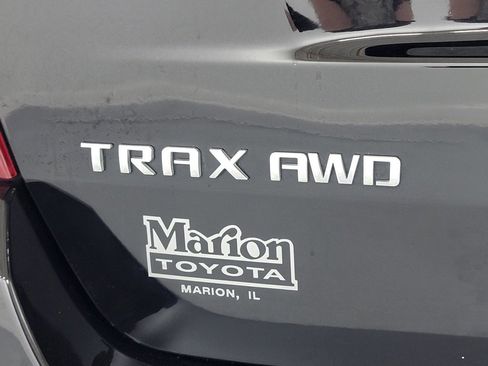 TRAX AWD
Marion
TOYOTA
MARION, IL